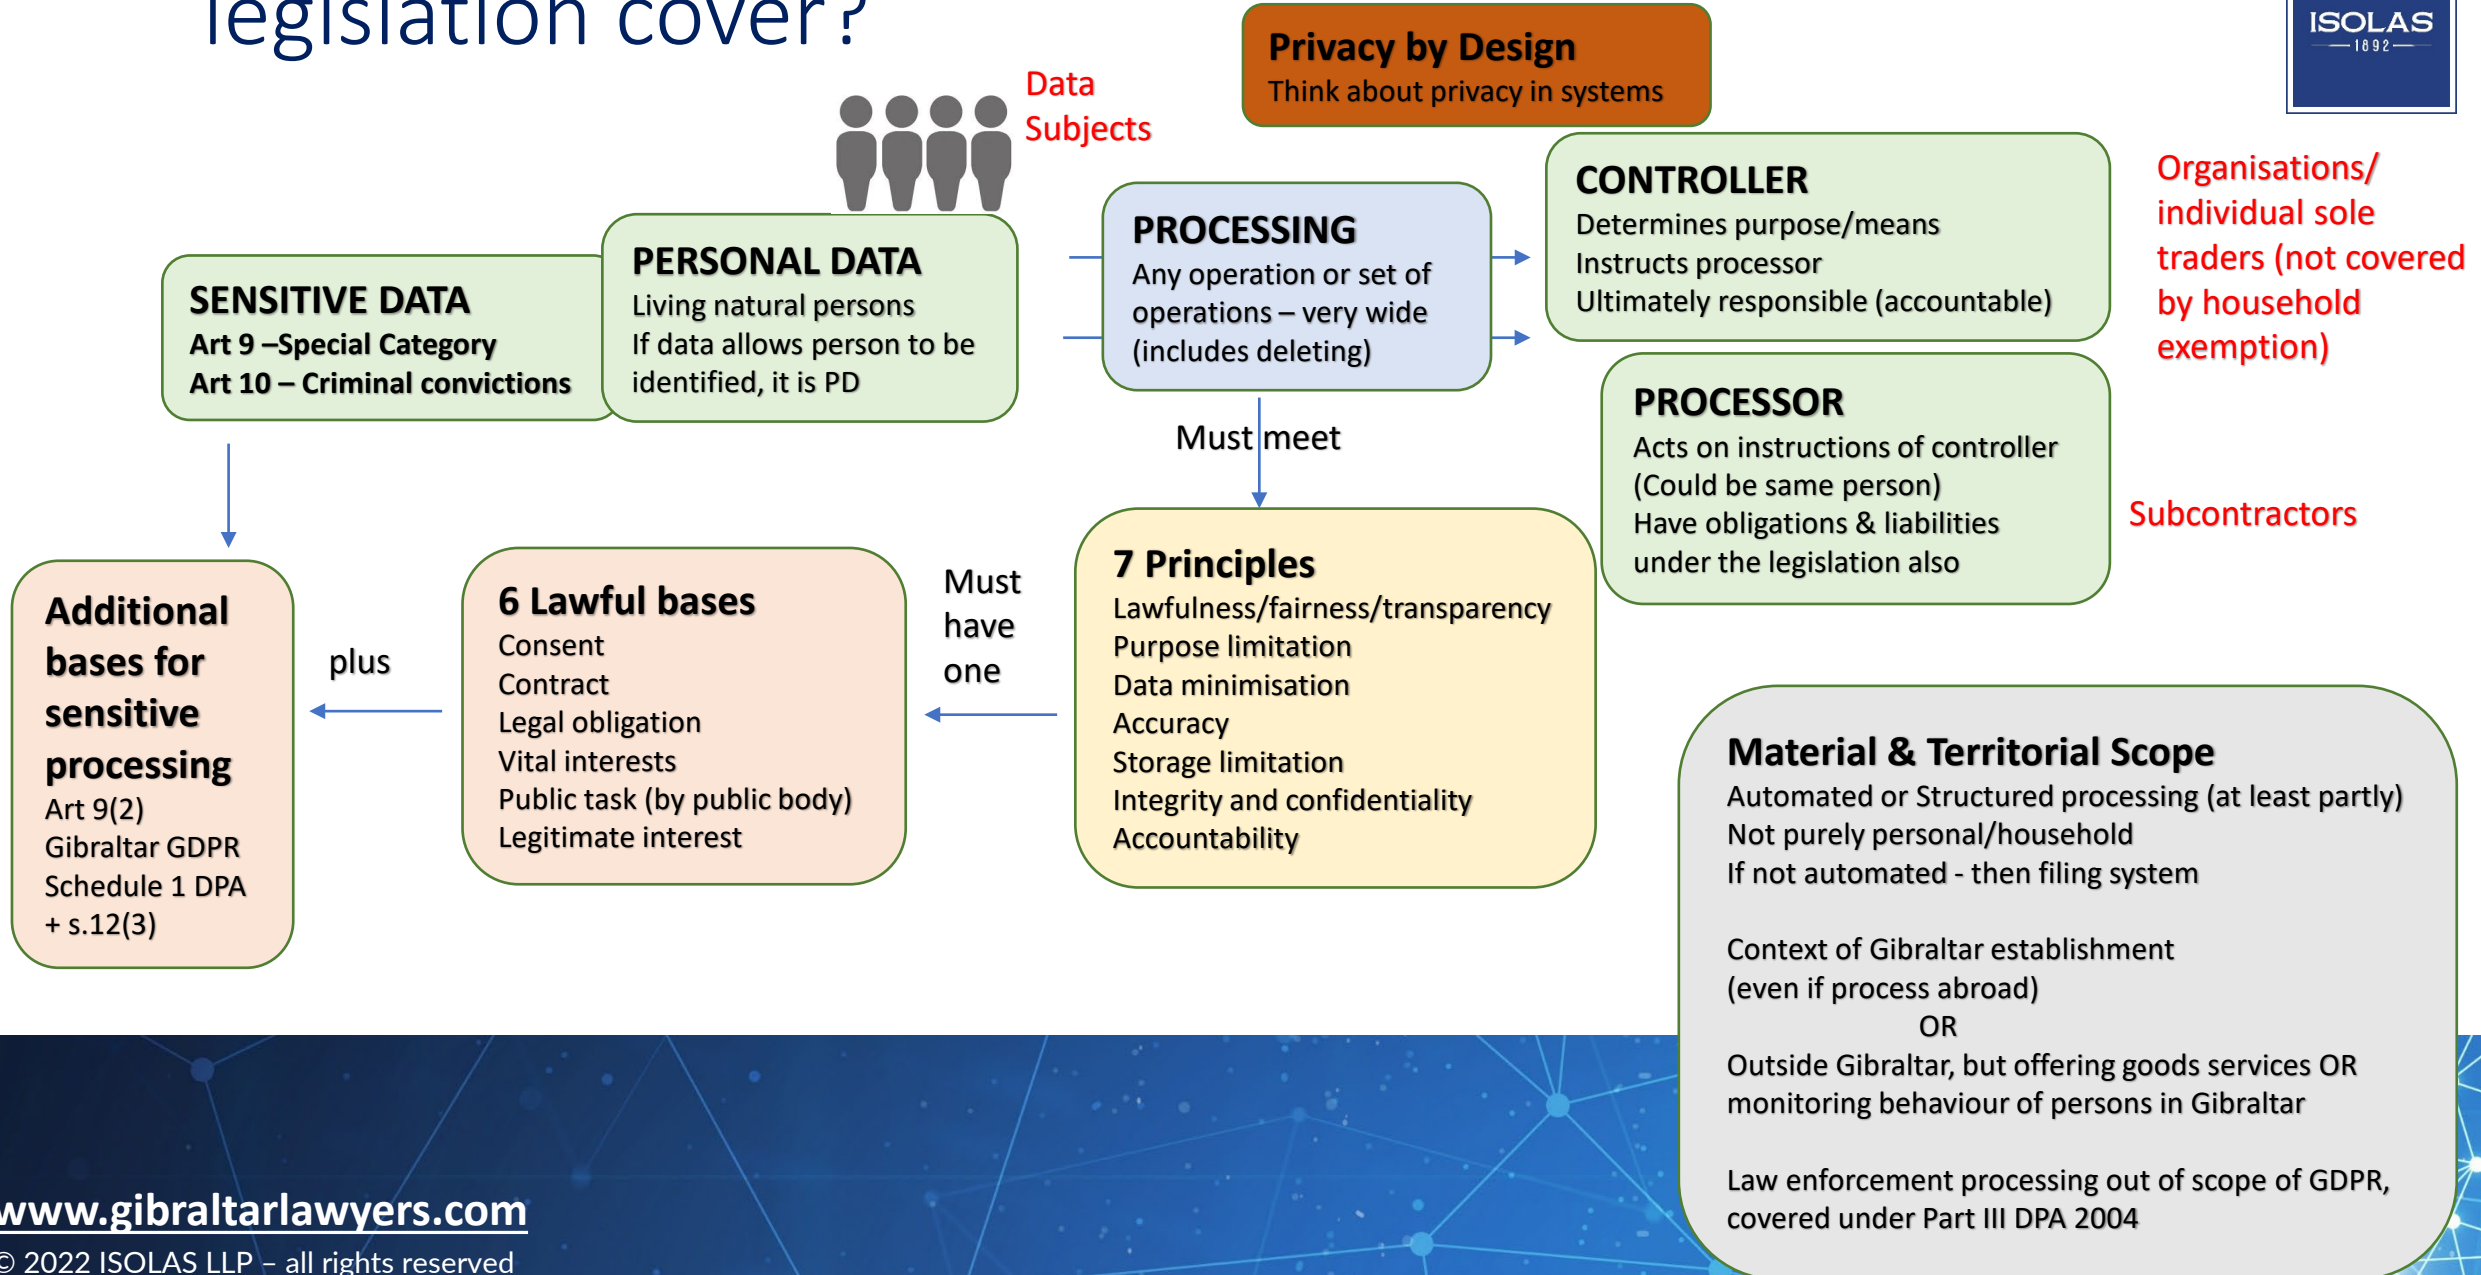 legislation cover?
ISOLAS
1892
Privacy by Design
Think about privacy in systems
Data
Subjects
SENSITIVE DATA
Art 9 –Special Category
Art 10 – Criminal convictions
PERSONAL DATA
Living natural persons
If data allows person to be
identified, it is PD
PROCESSING
Any operation or set of
operations – very wide
(includes deleting)
CONTROLLER
Determines purpose/means
Instructs processor
Ultimately responsible (accountable)
Organisations/
individual sole
traders (not covered
by household
exemption)
PROCESSOR
Acts on instructions of controller
(Could be same person)
Have obligations & liabilities
under the legislation also
Subcontractors
Must meet
7 Principles
Lawfulness/fairness/transparency
Purpose limitation
Data minimisation
Accuracy
Storage limitation
Integrity and confidentiality
Accountability
Must
have
one
6 Lawful bases
Consent
Contract
Legal obligation
Vital interests
Public task (by public body)
Legitimate interest
plus
Additional
bases for
sensitive
processing
Art 9(2)
Gibraltar GDPR
Schedule 1 DPA
+ s.12(3)
Material & Territorial Scope
Automated or Structured processing (at least partly)
Not purely personal/household
If not automated - then filing system
Context of Gibraltar establishment
(even if process abroad)
OR
Outside Gibraltar, but offering goods services OR
monitoring behaviour of persons in Gibraltar
Law enforcement processing out of scope of GDPR,
covered under Part III DPA 2004
www.gibraltarlawyers.com
© 2022 ISOLAS LLP – all rights reserved